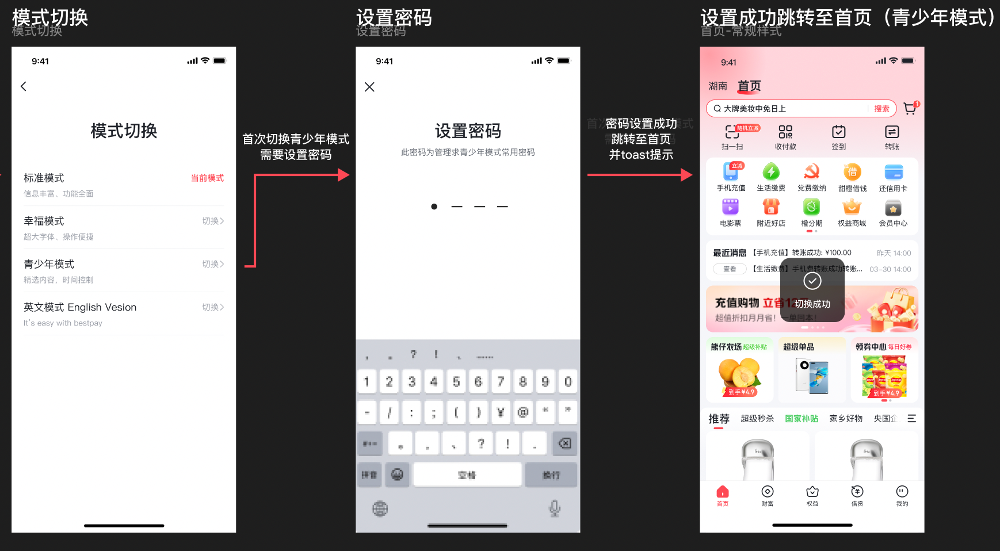 模式切换
模式切换
9:41
模式切换
标准模式
当前模式
信息丰富、功能全面
幸福模式
切换
超大字体、操作便捷
青少年模式
切换
精选内容，时间控制
英文模式 English Vesion
切换
It's easy with bestpay
首次切换青少年模式
需要设置密码
设置密码
设置密码
9:41
设置密码
此密码为管理求青少年模式常用密码
, 。 ? ! 、 ……
1 2 3 4 5 6 7 8 9 0
- / : ; ( ) ¥ @ “ ”
#+= 。 , 、 ? ! .
拼音 空格 换行
密码设置成功
跳转至首页
并toast提示
设置成功跳转至首页（青少年模式）
首页-常规样式
9:41
湖南 首页
大牌美妆中免日上 搜索 1
随机立减
扫一扫 收付款 签到 转账
立减
手机充值 生活缴费 党费缴纳 甜橙借钱 还信用卡
电影票 附近好店 橙分期 权益商城 会员中心
最近消息 【手机充值】转账成功: ¥100.00 昨天 14:00
查看 【生活缴费】手机费转账成功转账... 03-30 14:00
切换成功
充值购物 立省12元
超值折扣月月省！一单回本！
熊仔农场 超级补贴
到手¥4.9
超级单品
领券中心 每日好券
到手¥4.9
推荐 超级秒杀 国家补贴 家乡好物 央国企
首页 财富 权益 借贷 我的